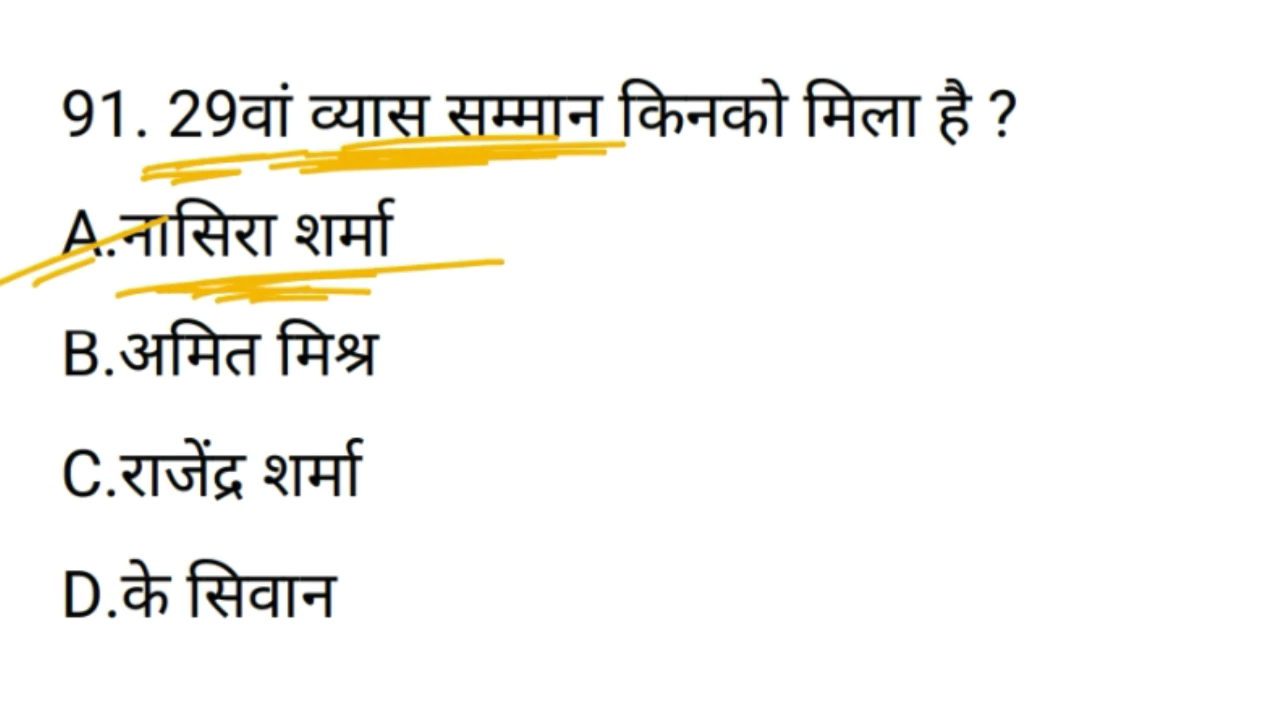 91. 29वां व्यास सम्मान किनको मिला है ?
A.नासिरा शर्मा
B.अमित मिश्र
C.राजेंद्र शर्मा
D.के सिवान